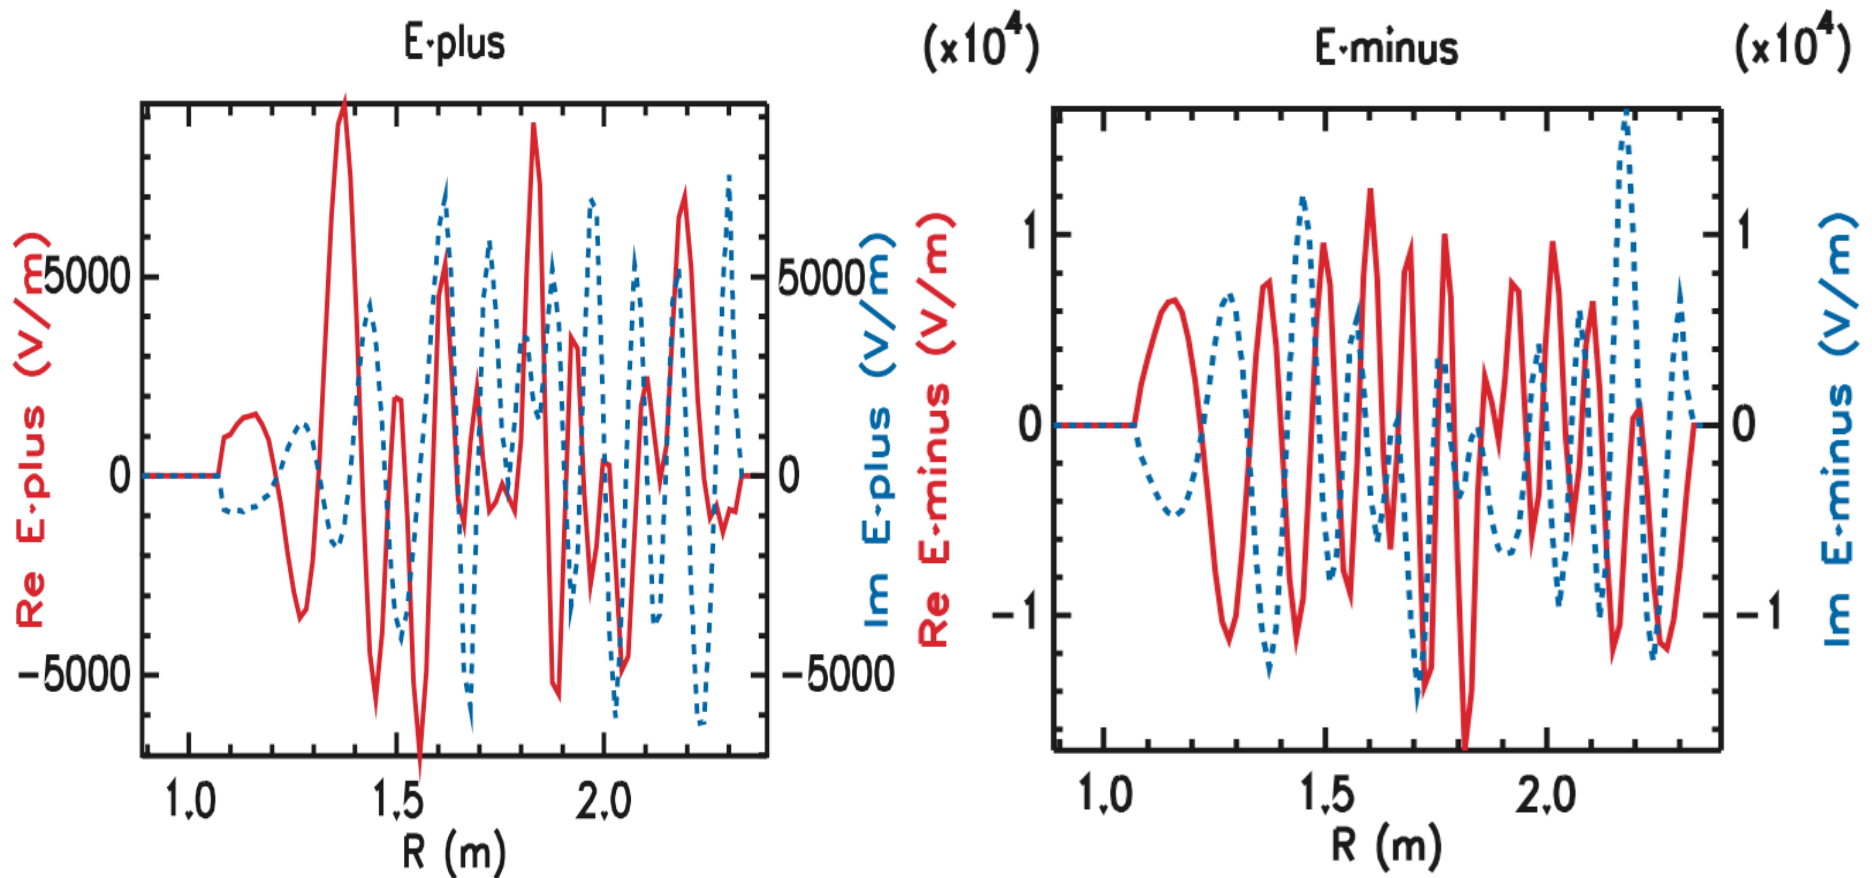 E-plus
Re E-plus (V/m)
5000
0
-5000
5000
0
-5000
Im E-plus (V/m)
1.0 1.5 2.0
R (m)
(x10⁴) E-minus (x10⁴)
Re E-minus (V/m)
1
0
-1
1
0
-1
Im E-minus (V/m)
1.0 1.5 2.0
R (m)